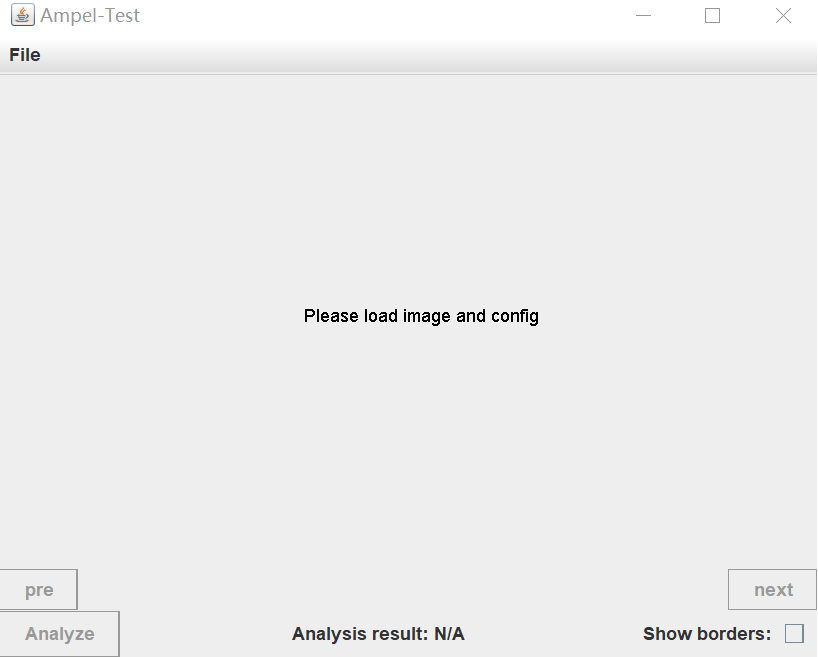 Ampel-Test
File
Please load image and config
pre
next
Analyze
Analysis result: N/A
Show borders: